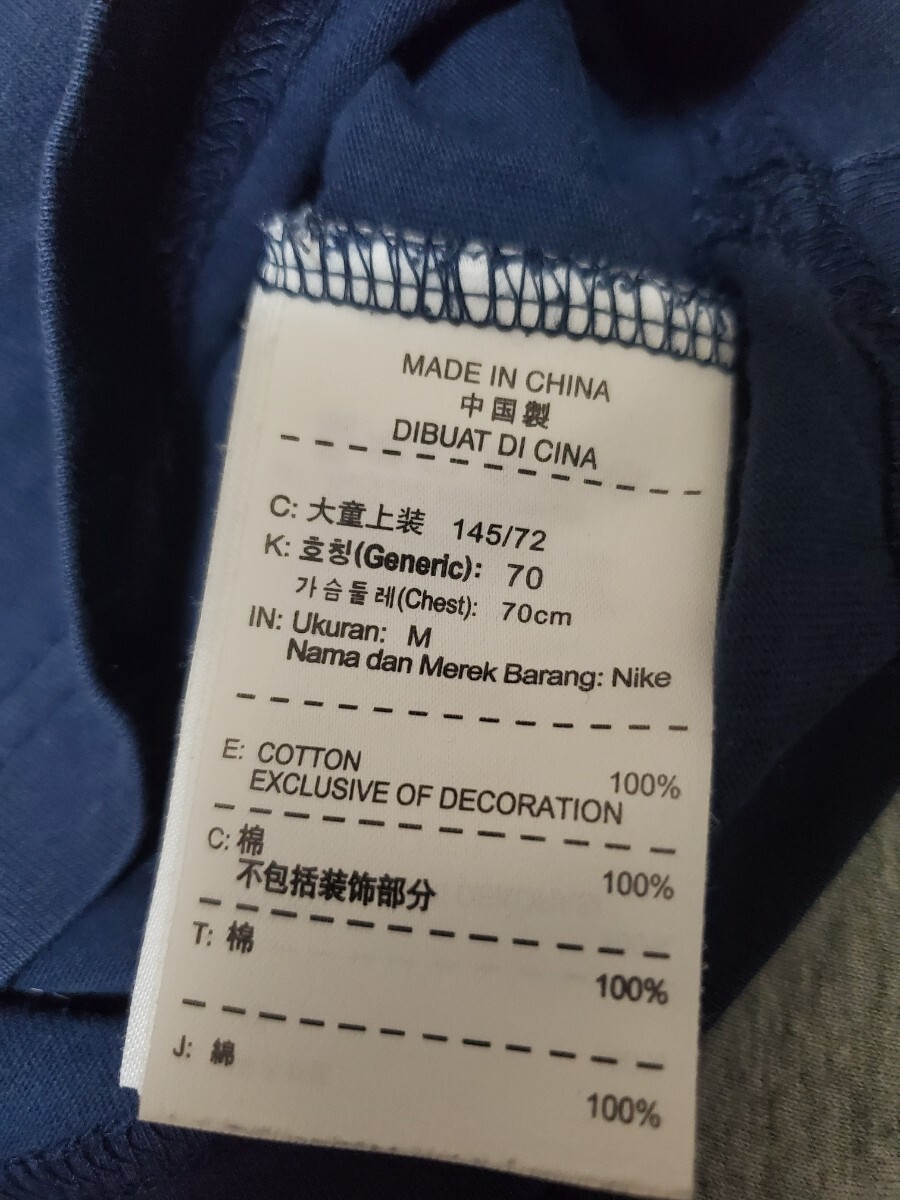 MADE IN CHINA
中国製
DIBUAT DI CINA
C: 大童上装 145/72
K: 호칭(Generic): 70
가슴둘레(Chest): 70cm
IN: Ukuran: M
Nama dan Merek Barang: Nike
E: COTTON 100%
EXCLUSIVE OF DECORATION
C: 棉 100%
不包括装饰部分
T: 棉 100%
J: 綿 100%